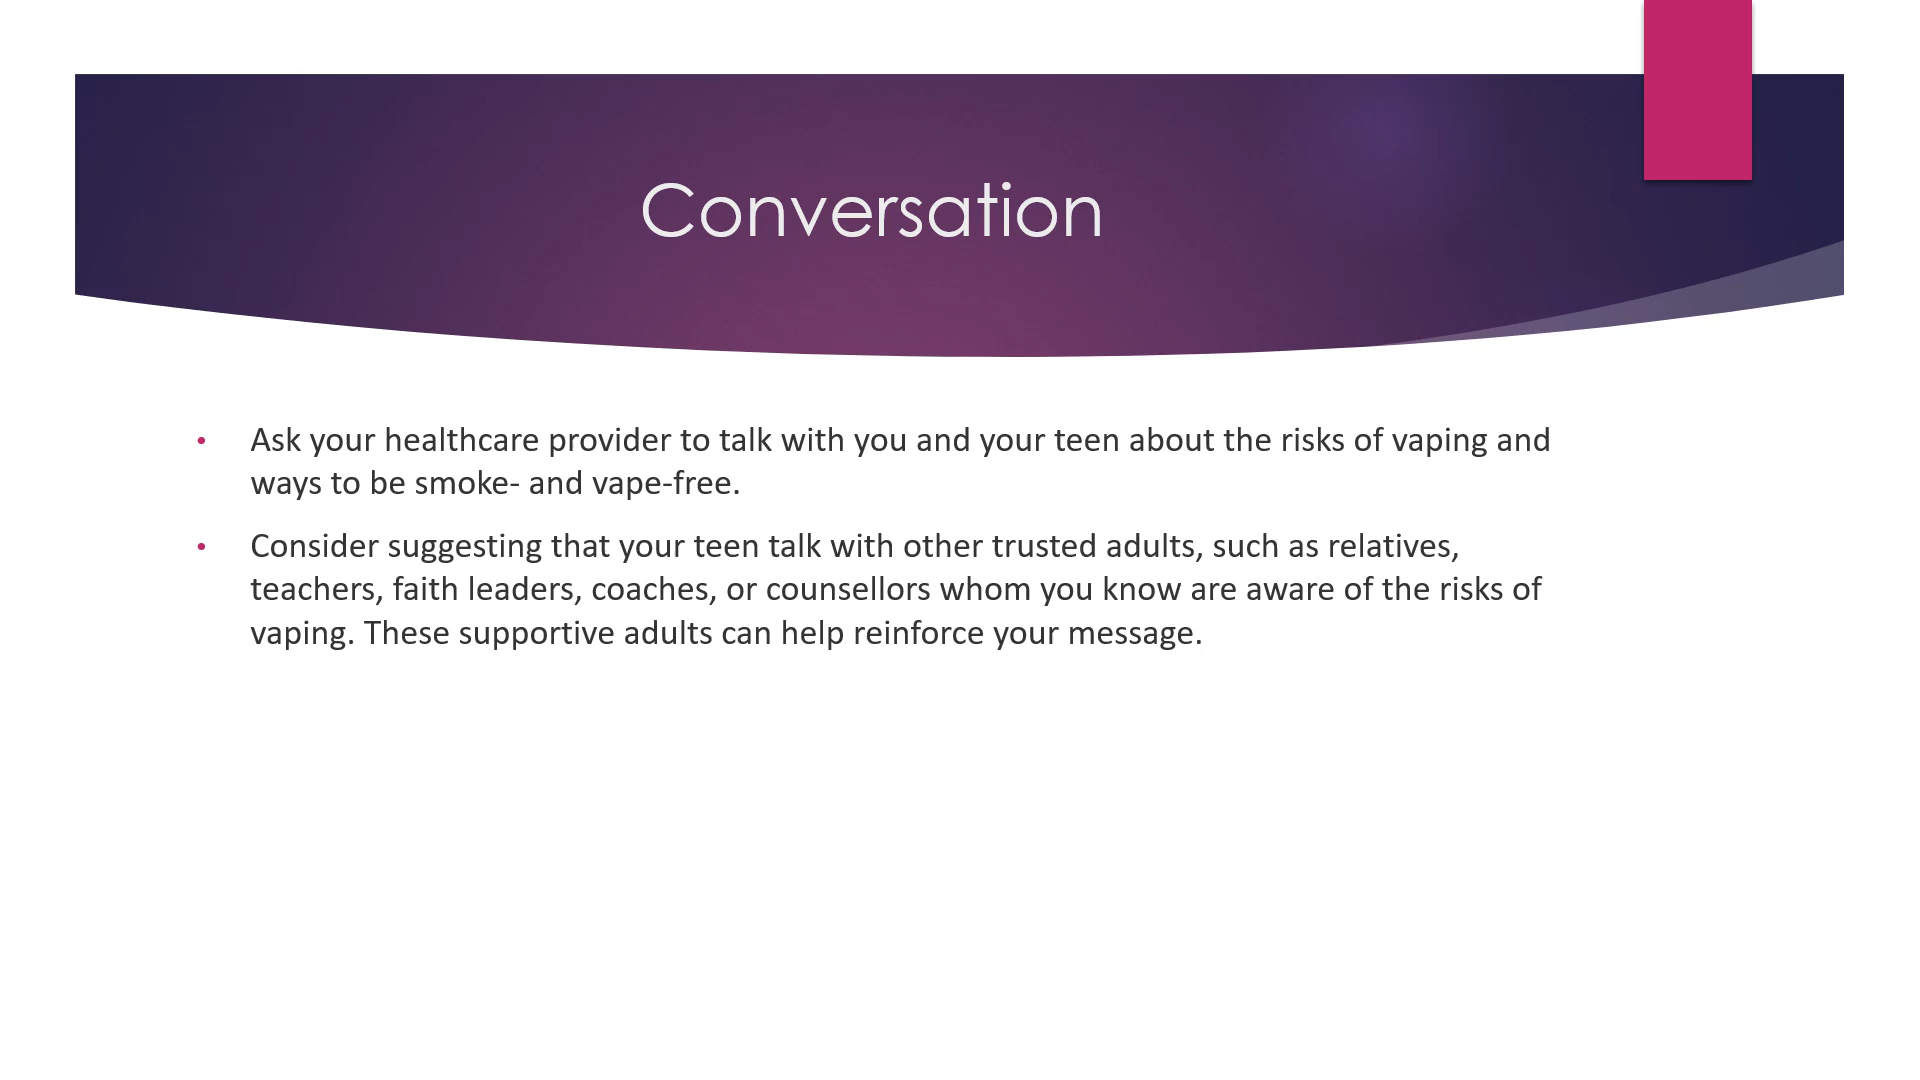 Conversation
• Ask your healthcare provider to talk with you and your teen about the risks of vaping and
ways to be smoke- and vape-free.
• Consider suggesting that your teen talk with other trusted adults, such as relatives,
teachers, faith leaders, coaches, or counsellors whom you know are aware of the risks of
vaping. These supportive adults can help reinforce your message.